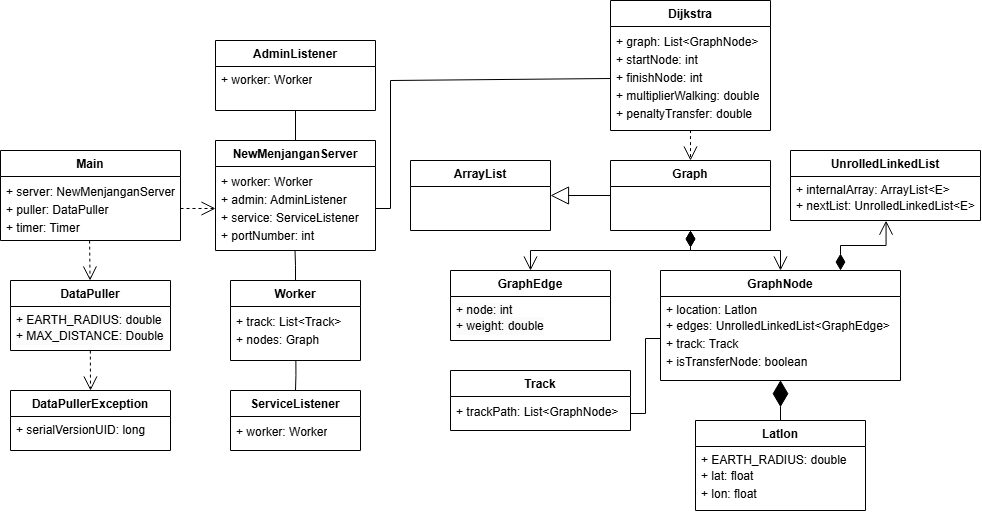 Dijkstra
+ graph: List<GraphNode>
+ startNode: int
+ finishNode: int
+ multiplierWalking: double
+ penaltyTransfer: double
AdminListener
+ worker: Worker
Main
+ server: NewMenjanganServer
+ puller: DataPuller
+ timer: Timer
NewMenjanganServer
+ worker: Worker
+ admin: AdminListener
+ service: ServiceListener
+ portNumber: int
ArrayList
Graph
UnrolledLinkedList
+ internalArray: ArrayList<E>
+ nextList: UnrolledLinkedList<E>
DataPuller
+ EARTH_RADIUS: double
+ MAX_DISTANCE: Double
Worker
+ track: List<Track>
+ nodes: Graph
GraphEdge
+ node: int
+ weight: double
GraphNode
+ location: Latlon
+ edges: UnrolledLinkedList<GraphEdge>
+ track: Track
+ isTransferNode: boolean
DataPullerException
+ serialVersionUID: long
ServiceListener
+ worker: Worker
Track
+ trackPath: List<GraphNode>
Latlon
+ EARTH_RADIUS: double
+ lat: float
+ lon: float